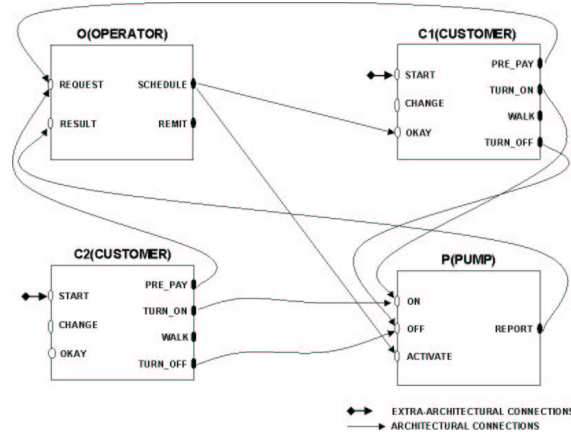 O(OPERATOR)
REQUEST
SCHEDULE
RESULT
REMIT
C1(CUSTOMER)
PRE_PAY
START
TURN_ON
CHANGE
WALK
OKAY
TURN_OFF
C2(CUSTOMER)
PRE_PAY
START
TURN_ON
CHANGE
WALK
OKAY
TURN_OFF
P(PUMP)
ON
OFF
REPORT
ACTIVATE
EXTRA-ARCHITECTURAL CONNECTIONS
ARCHITECTURAL CONNECTIONS